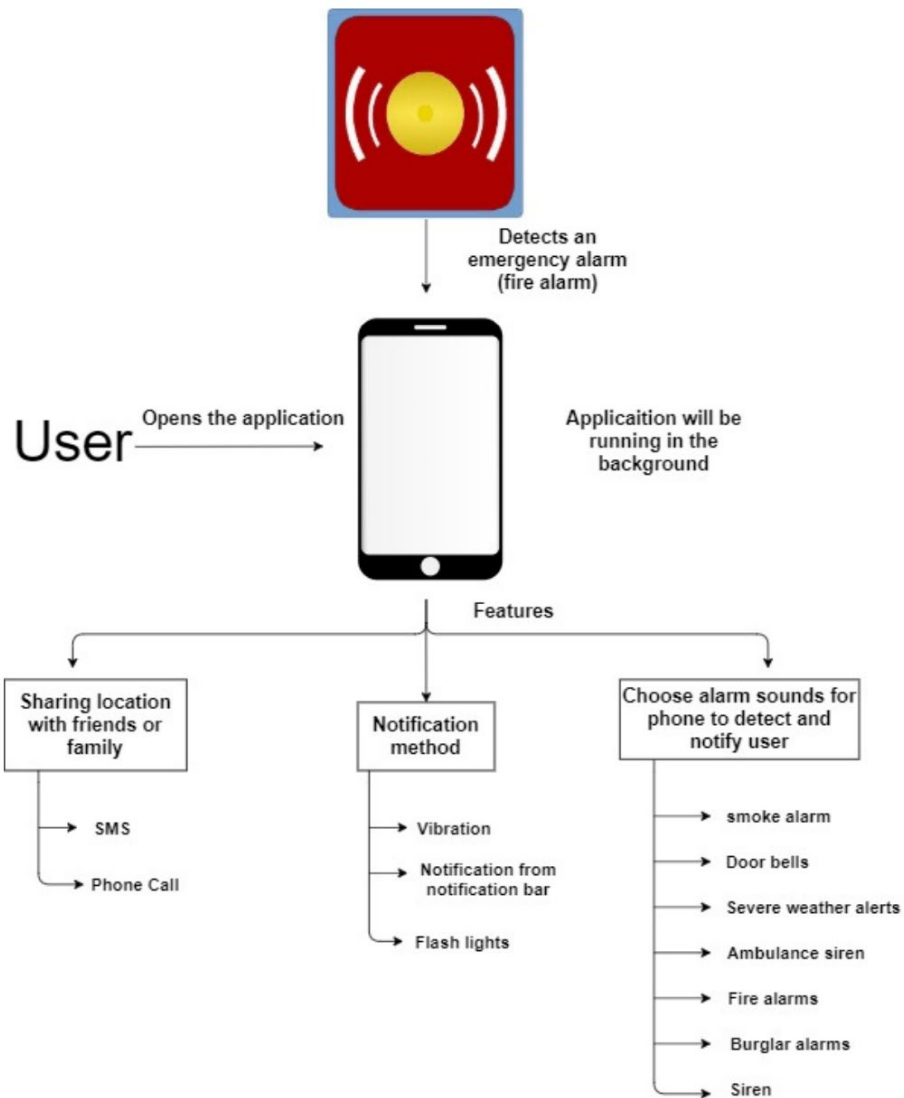 Detects an
emergency alarm
(fire alarm)
User
Opens the application
Applicaition will be
running in the
background
Features
Sharing location
with friends or
family
SMS
Phone Call
Notification
method
Vibration
Notification from
notification bar
Flash lights
Choose alarm sounds for
phone to detect and
notify user
smoke alarm
Door bells
Severe weather alerts
Ambulance siren
Fire alarms
Burglar alarms
Siren